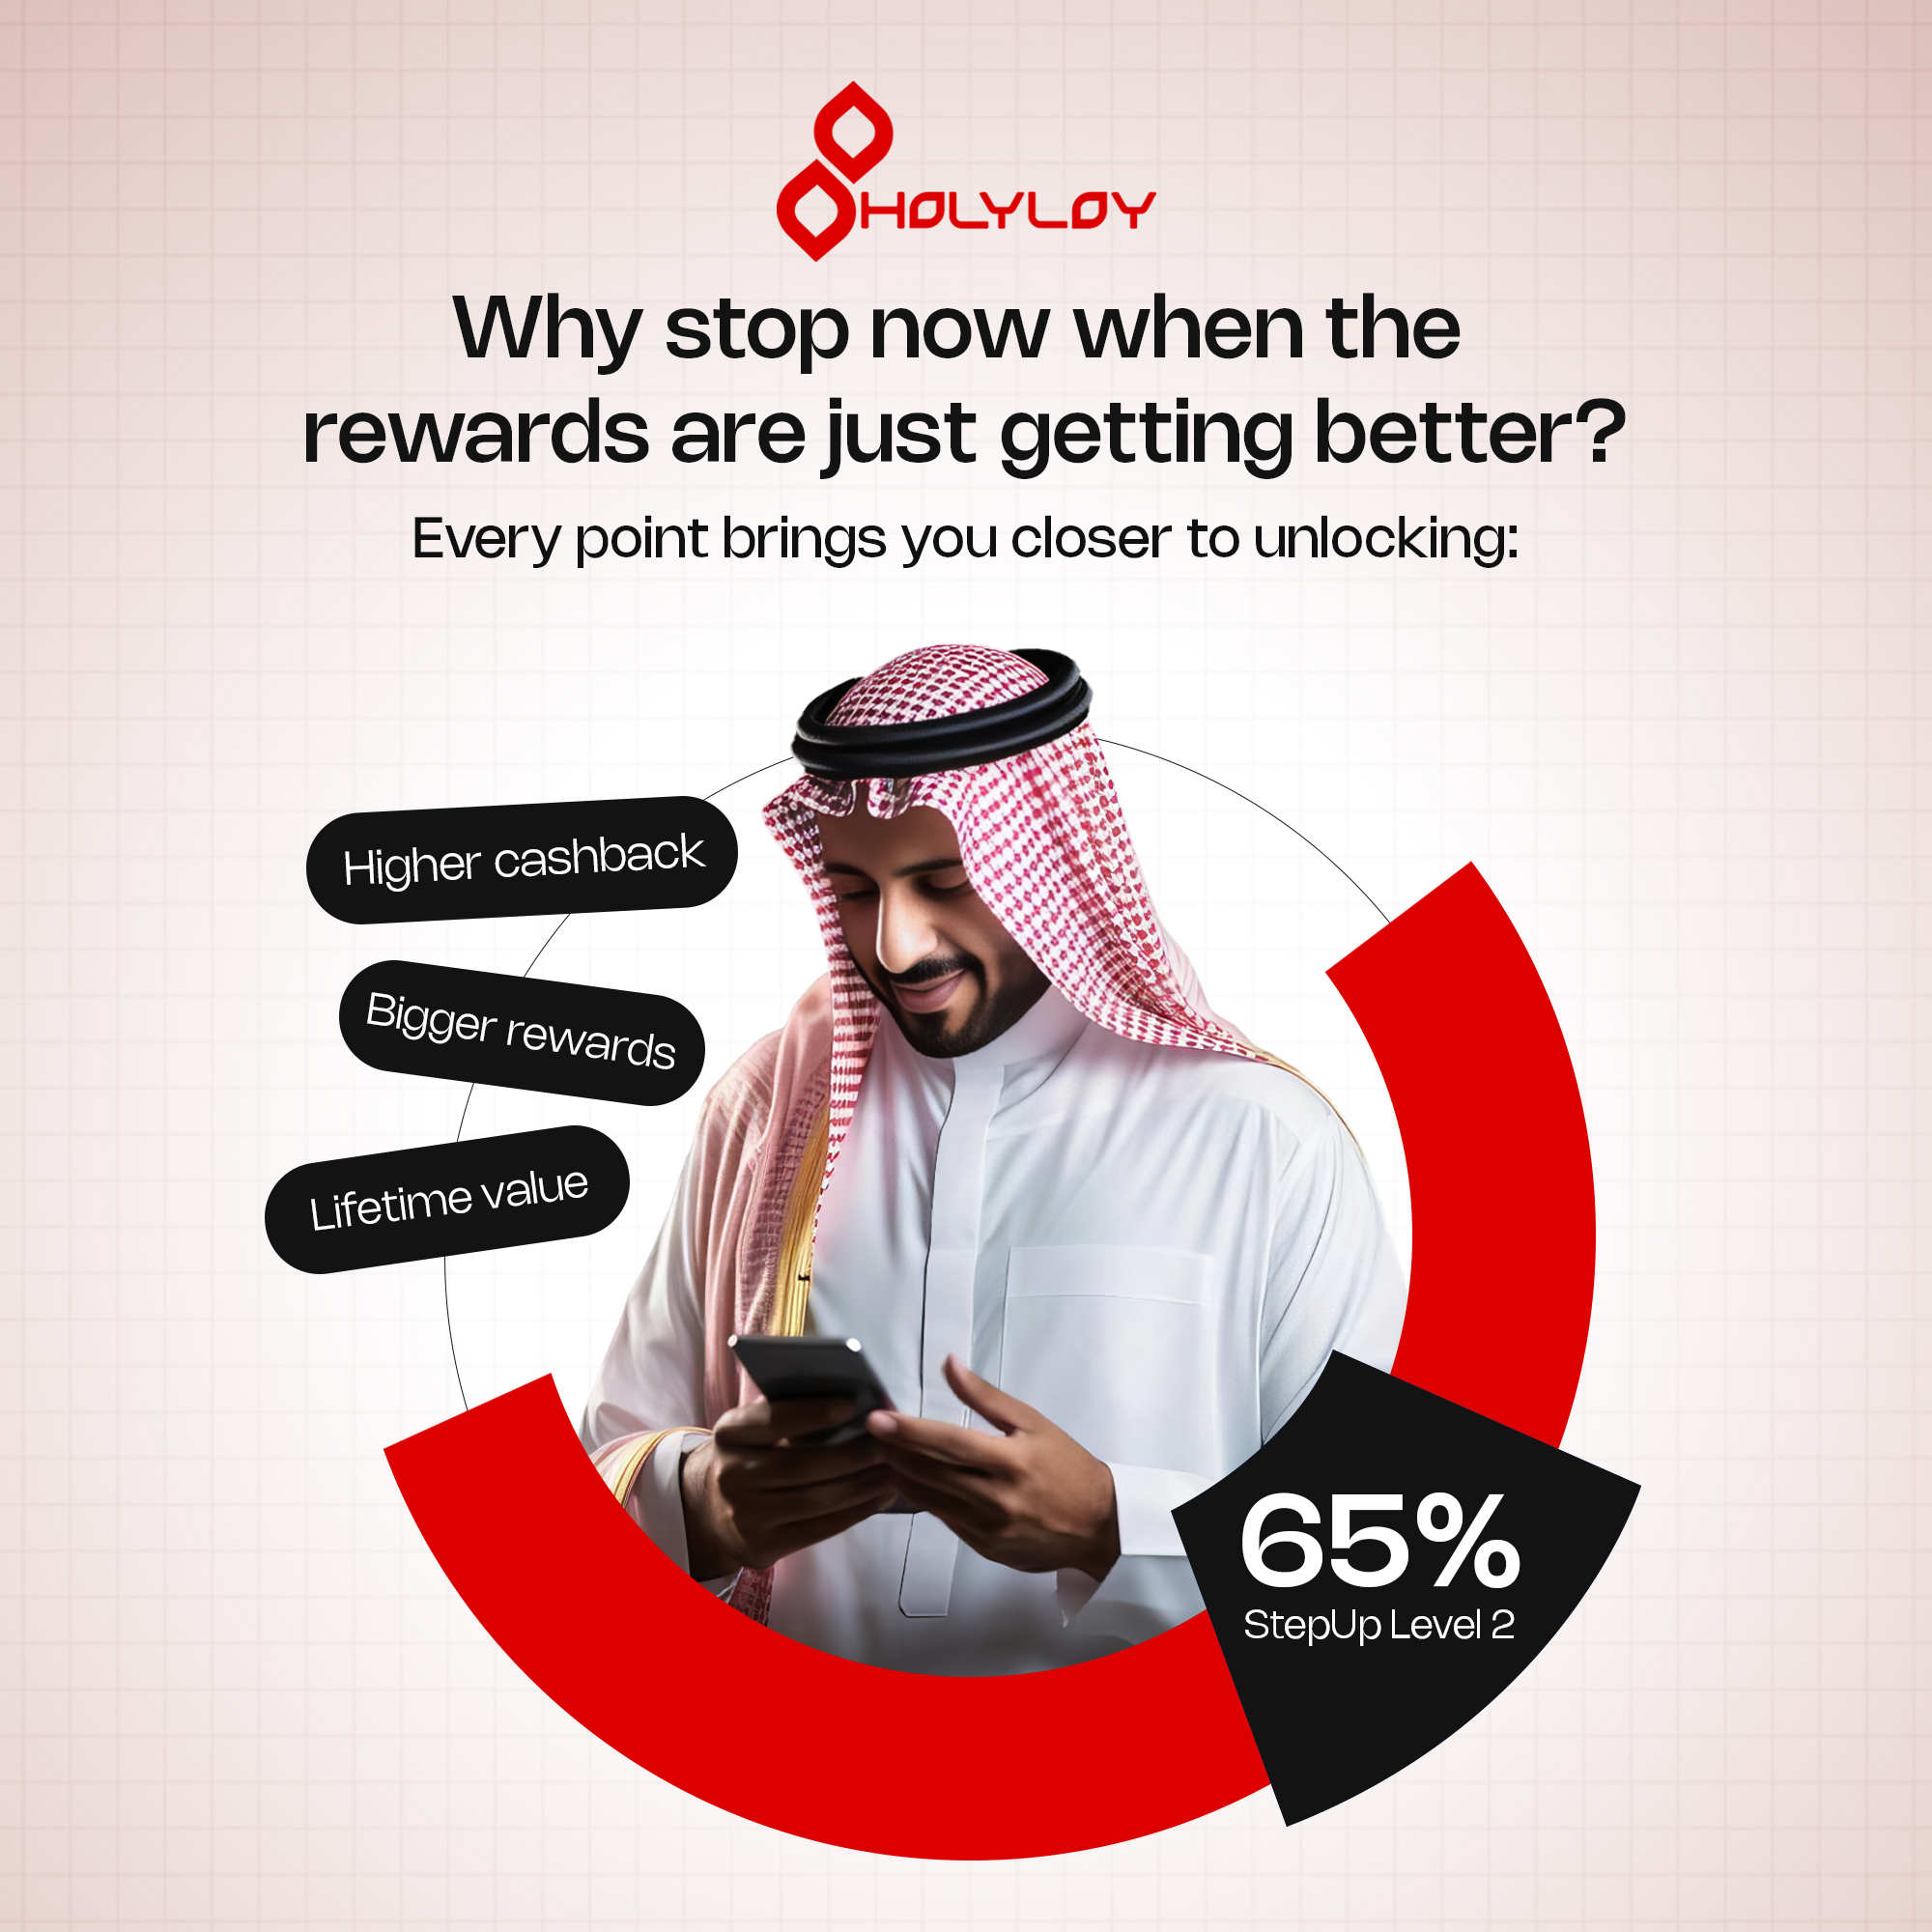 HOLYLOY
Why stop now when the
rewards are just getting better?
Every point brings you closer to unlocking:
Higher cashback
Bigger rewards
Lifetime value
65%
StepUp Level 2